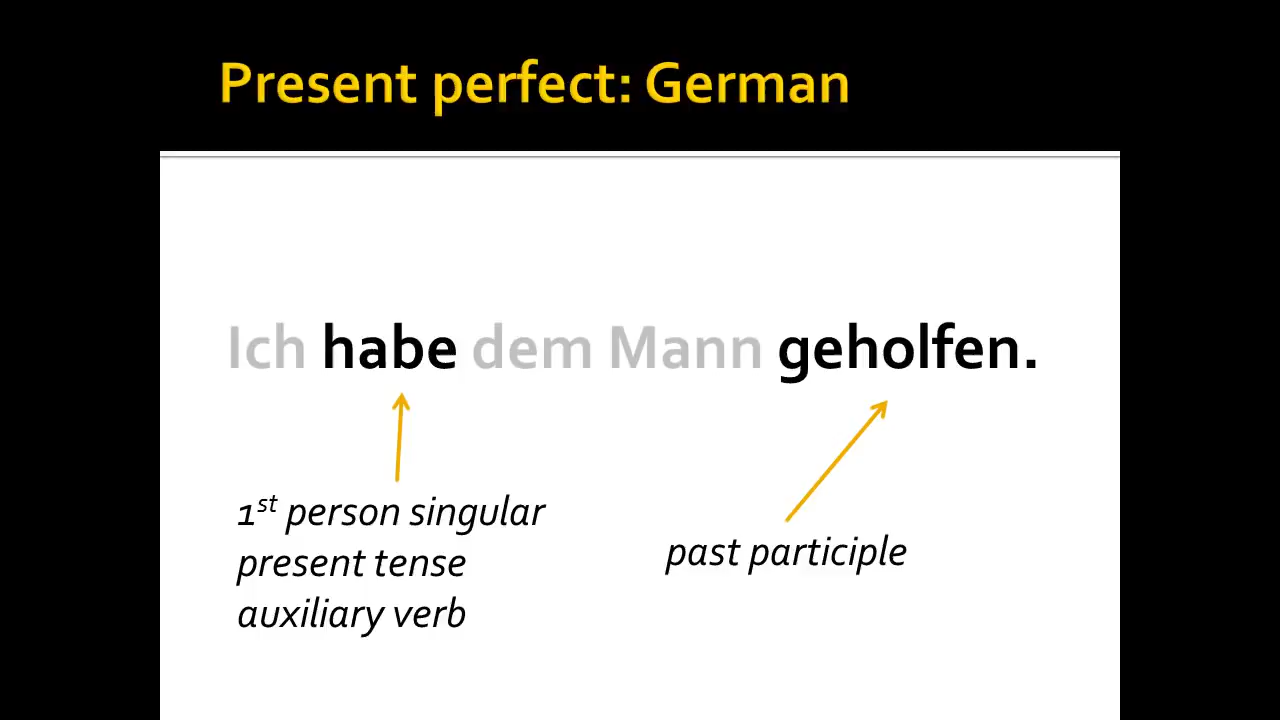 Present perfect: German
Ich habe dem Mann geholfen.
1st person singular
present tense
auxiliary verb
past participle